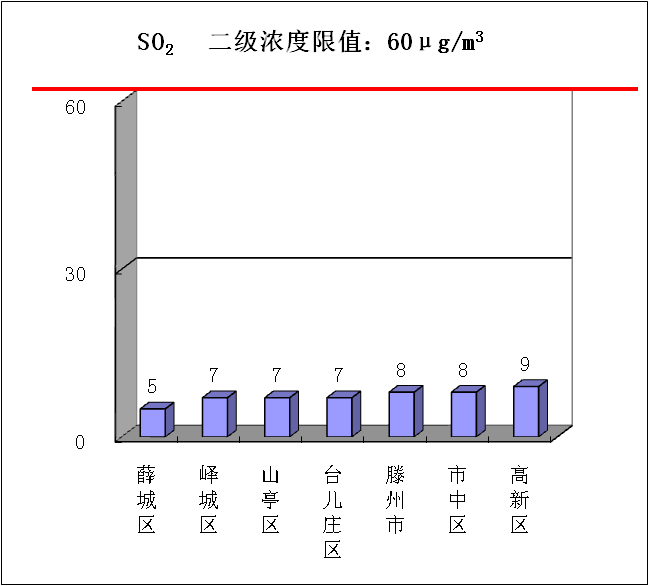 SO₂ 二级浓度限值：60μg/m³
60
30
0
5 7 7 7 8 8 9
薛城区
峄城区
山亭区
台儿庄区
滕州市
市中区
高新区